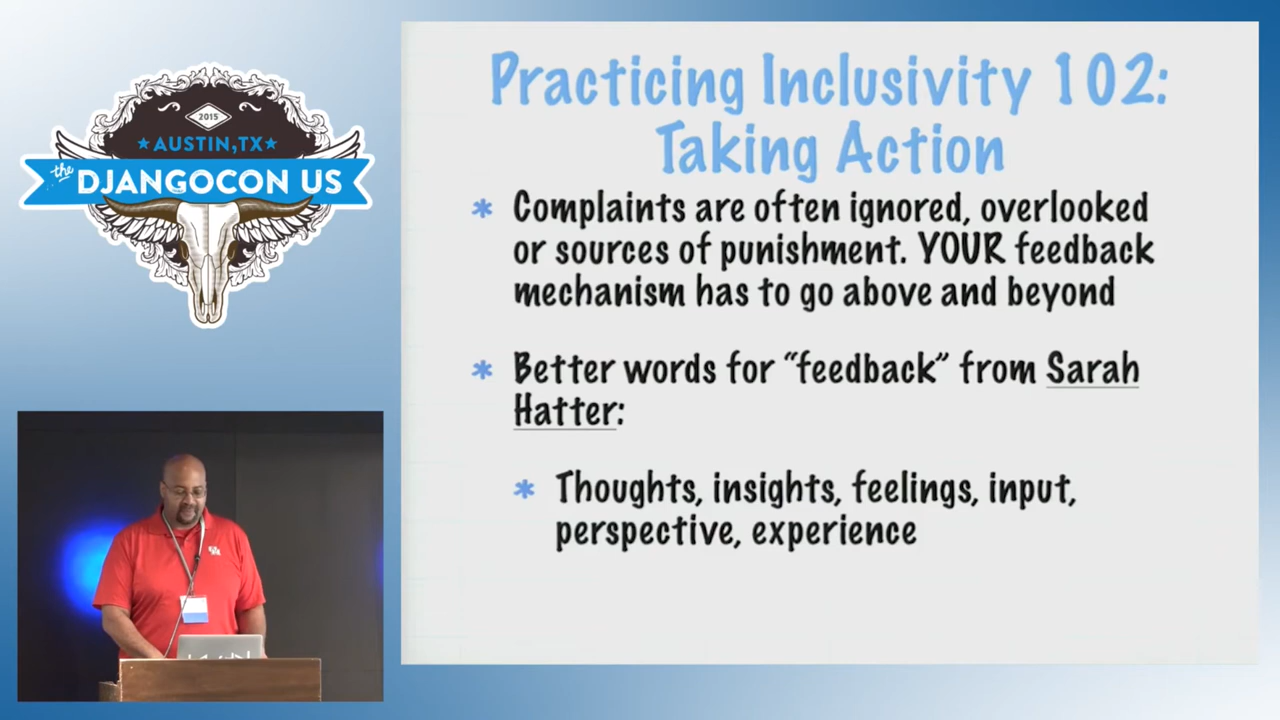 2015
★ AUSTIN, TX ★
the
DJANGOCON US
Practicing Inclusivity 102:
Taking Action
* Complaints are often ignored, overlooked
or sources of punishment. YOUR feedback
mechanism has to go above and beyond
* Better words for “feedback” from Sarah
Hatter:
* Thoughts, insights, feelings, input,
perspective, experience